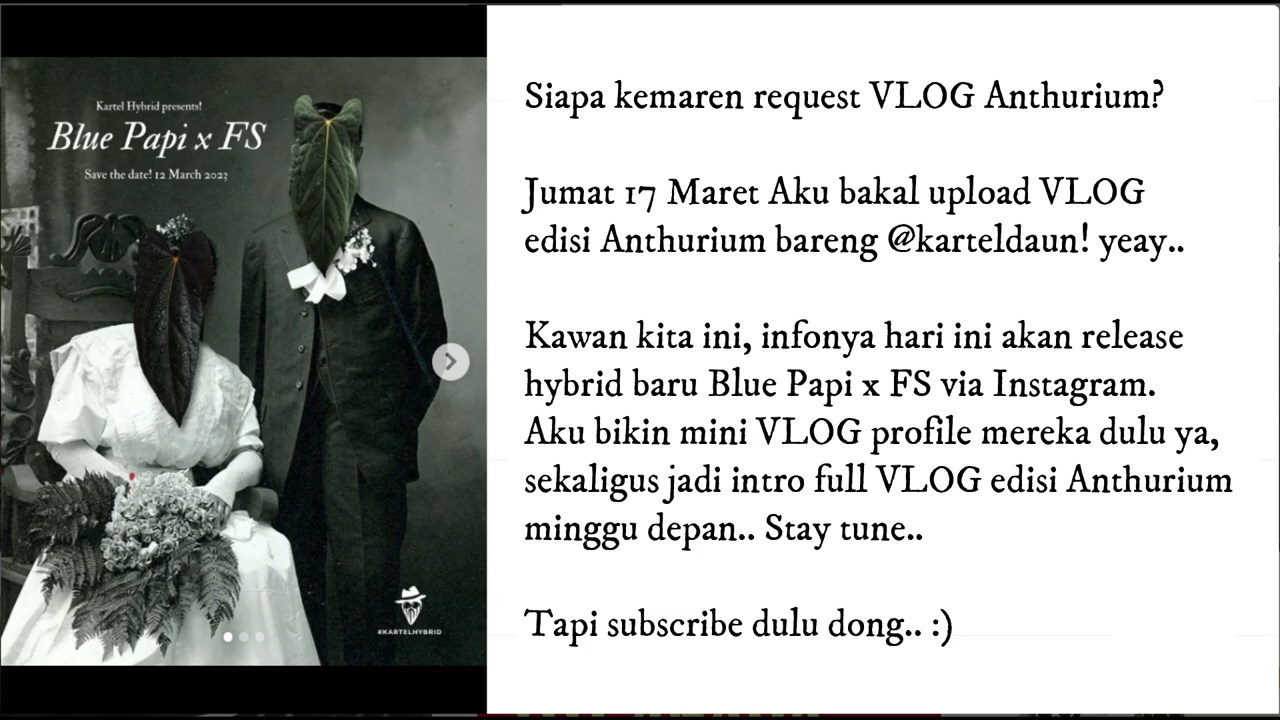 Kartel Hybrid presents!
Blue Papi x FS
Save the date! 12 March 2023
#KARTELHYBRID
Siapa kemaren request VLOG Anthurium?
Jumat 17 Maret Aku bakal upload VLOG
edisi Anthurium bareng @karteldaun! yeay..
Kawan kita ini, infonya hari ini akan release
hybrid baru Blue Papi x FS via Instagram.
Aku bikin mini VLOG profile mereka dulu ya,
sekaligus jadi intro full VLOG edisi Anthurium
minggu depan.. Stay tune..
Tapi subscribe dulu dong.. :)